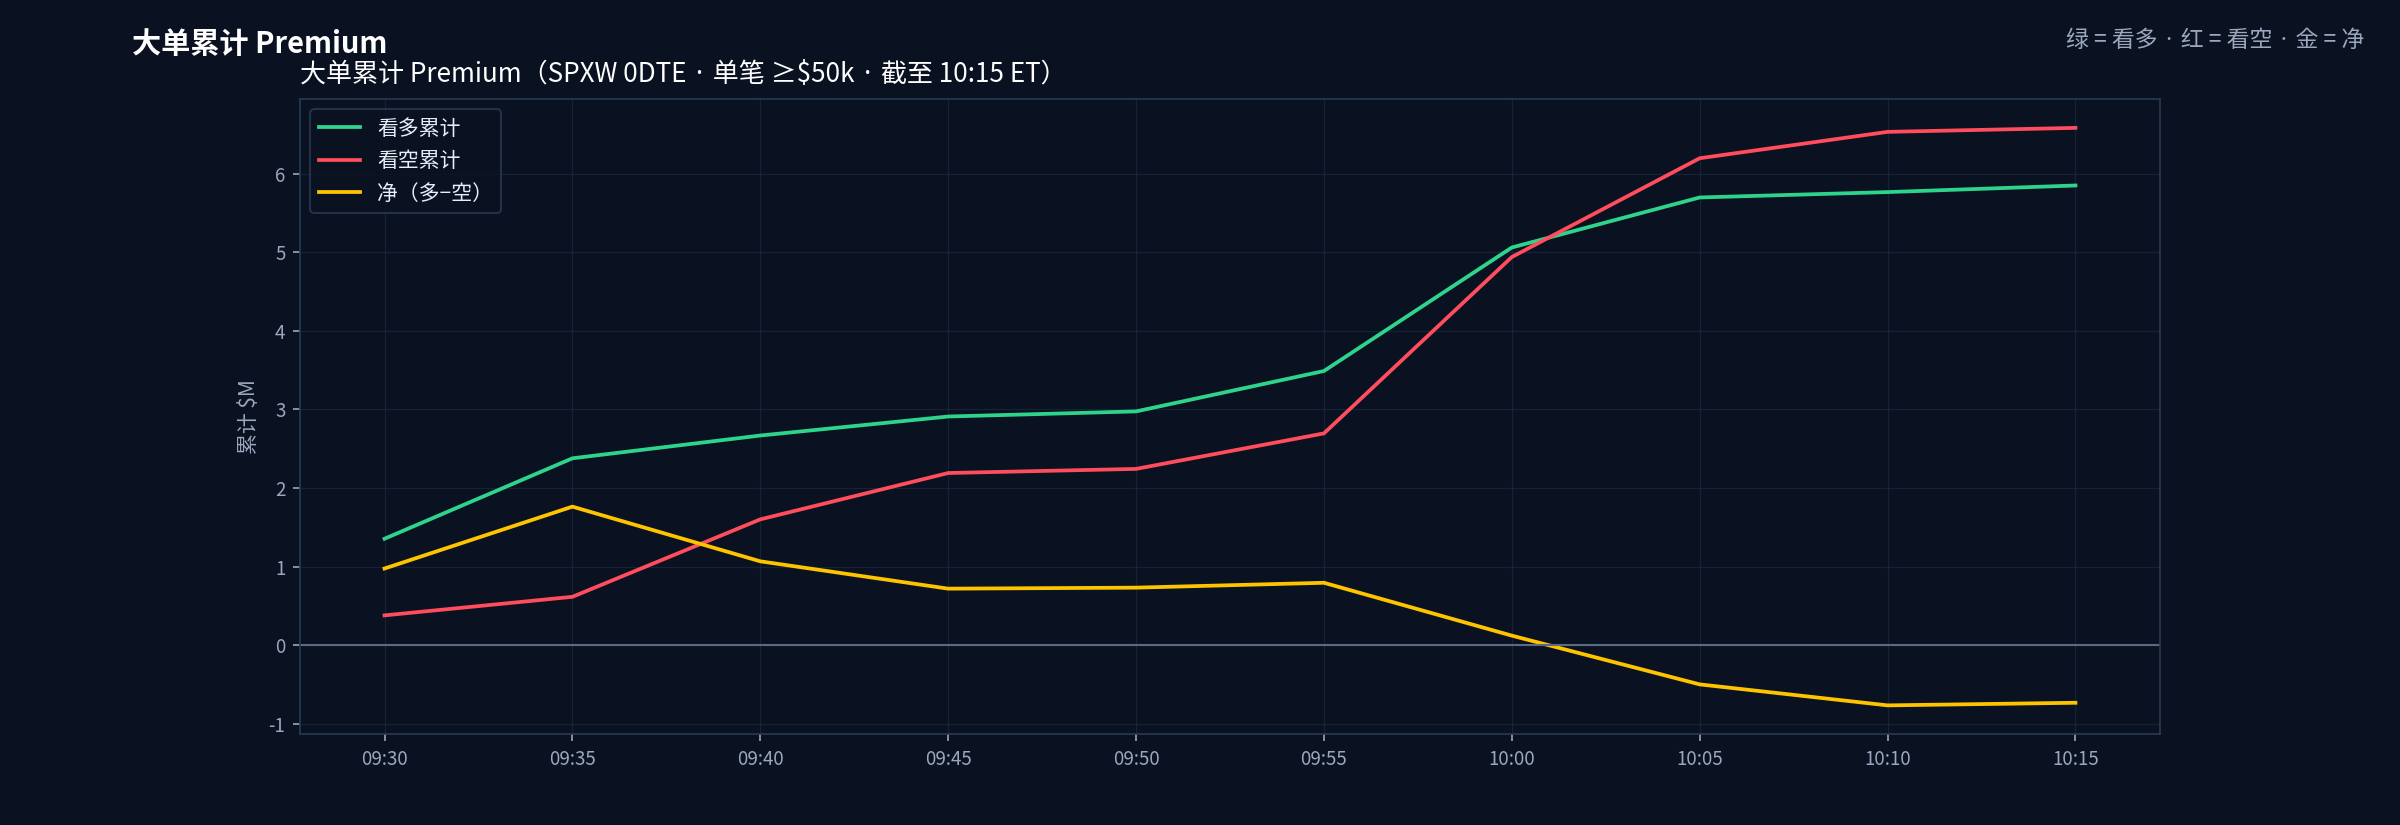 大单累计 Premium
绿 = 看多 · 红 = 看空 · 金 = 净
大单累计 Premium（SPXW 0DTE · 单笔 ≥$50k · 截至 10:15 ET）
看多累计
看空累计
净（多−空）
累计 $M
6
5
4
3
2
1
0
-1
09:30
09:35
09:40
09:45
09:50
09:55
10:00
10:05
10:10
10:15